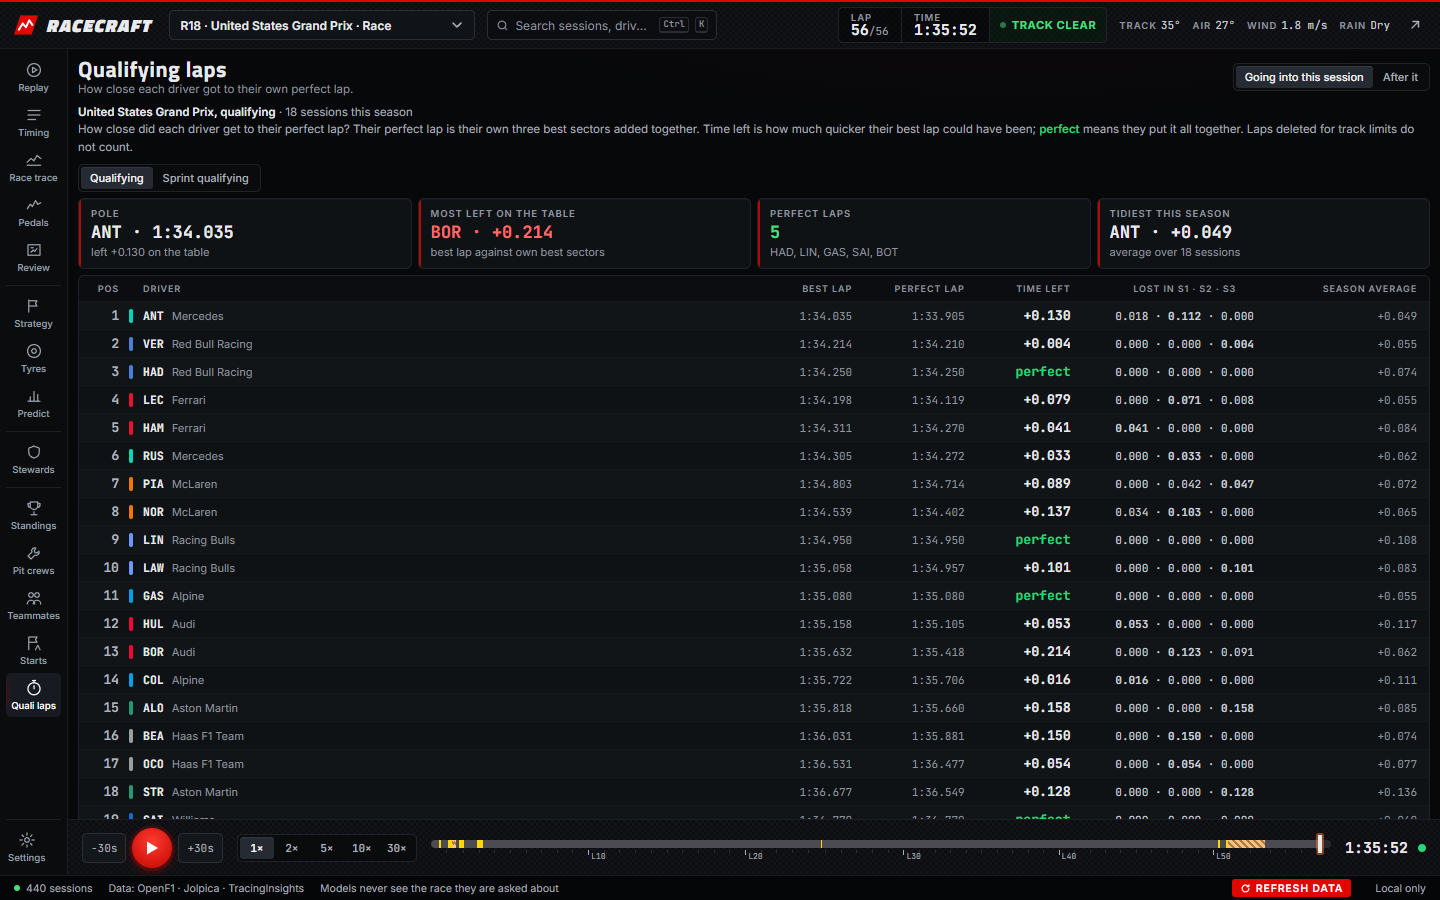 RACECRAFT
R18 · United States Grand Prix · Race
Search sessions, driv... Ctrl K
LAP 56/56
TIME 1:35:52
TRACK CLEAR
TRACK 35° AIR 27° WIND 1.8 m/s RAIN Dry
Replay
Timing
Race trace
Pedals
Review
Strategy
Tyres
Predict
Stewards
Standings
Pit crews
Teammates
Starts
Quali laps
Settings
Qualifying laps
How close each driver got to their own perfect lap.
Going into this session After it
United States Grand Prix, qualifying · 18 sessions this season
How close did each driver get to their perfect lap? Their perfect lap is their own three best sectors added together. Time left is how much quicker their best lap could have been; perfect means they put it all together. Laps deleted for track limits do
not count.
Qualifying Sprint qualifying
POLE
ANT · 1:34.035
left +0.130 on the table
MOST LEFT ON THE TABLE
BOR · +0.214
best lap against own best sectors
PERFECT LAPS
5
HAD, LIN, GAS, SAI, BOT
TIDIEST THIS SEASON
ANT · +0.049
average over 18 sessions
POS DRIVER BEST LAP PERFECT LAP TIME LEFT LOST IN S1 · S2 · S3 SEASON AVERAGE
1 ANT Mercedes 1:34.035 1:33.905 +0.130 0.018 · 0.112 · 0.000 +0.049
2 VER Red Bull Racing 1:34.214 1:34.210 +0.004 0.000 · 0.000 · 0.004 +0.055
3 HAD Red Bull Racing 1:34.250 1:34.250 perfect 0.000 · 0.000 · 0.000 +0.074
4 LEC Ferrari 1:34.198 1:34.119 +0.079 0.000 · 0.071 · 0.008 +0.055
5 HAM Ferrari 1:34.311 1:34.270 +0.041 0.041 · 0.000 · 0.000 +0.084
6 RUS Mercedes 1:34.305 1:34.272 +0.033 0.000 · 0.033 · 0.000 +0.062
7 PIA McLaren 1:34.803 1:34.714 +0.089 0.000 · 0.042 · 0.047 +0.072
8 NOR McLaren 1:34.539 1:34.402 +0.137 0.034 · 0.103 · 0.000 +0.065
9 LIN Racing Bulls 1:34.950 1:34.950 perfect 0.000 · 0.000 · 0.000 +0.108
10 LAW Racing Bulls 1:35.058 1:34.957 +0.101 0.000 · 0.000 · 0.101 +0.083
11 GAS Alpine 1:35.080 1:35.080 perfect 0.000 · 0.000 · 0.000 +0.055
12 HUL Audi 1:35.158 1:35.105 +0.053 0.053 · 0.000 · 0.000 +0.117
13 BOR Audi 1:35.632 1:35.418 +0.214 0.000 · 0.123 · 0.091 +0.062
14 COL Alpine 1:35.722 1:35.706 +0.016 0.016 · 0.000 · 0.000 +0.111
15 ALO Aston Martin 1:35.818 1:35.660 +0.158 0.000 · 0.000 · 0.158 +0.085
16 BEA Haas F1 Team 1:36.031 1:35.881 +0.150 0.000 · 0.150 · 0.000 +0.074
17 OCO Haas F1 Team 1:36.531 1:36.477 +0.054 0.000 · 0.054 · 0.000 +0.077
18 STR Aston Martin 1:36.677 1:36.549 +0.128 0.000 · 0.000 · 0.128 +0.136
19 SAI Williams perfect
-30s +30s 1× 2× 5× 10× 30× L10 L20 L30 L40 L50 1:35:52
440 sessions Data: OpenF1 · Jolpica · TracingInsights Models never see the race they are asked about REFRESH DATA Local only